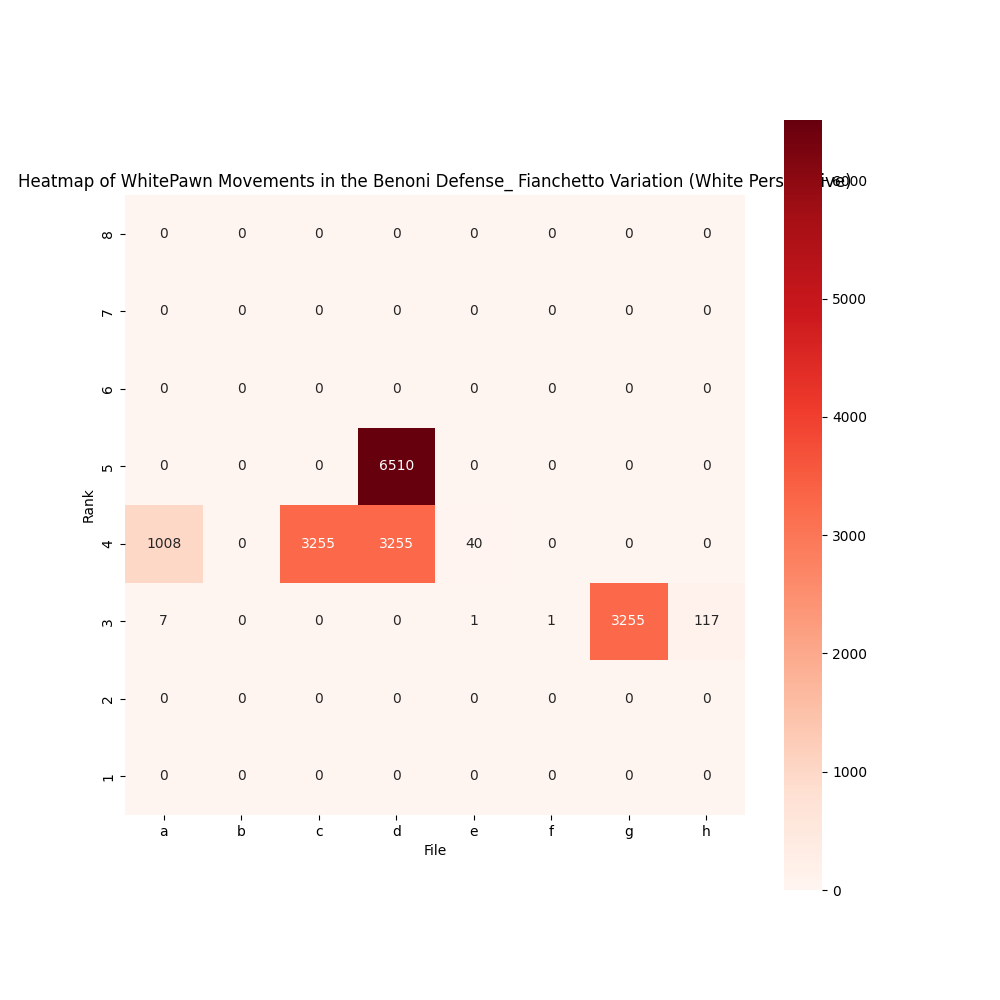 Heatmap of WhitePawn Movements in the Benoni Defense_ Fianchetto Variation (White Pers ive)
6000
5000
4000
3000
2000
1000
0
Rank
8 0 0 0 0 0 0 0 0
7 0 0 0 0 0 0 0 0
6 0 0 0 0 0 0 0 0
5 0 0 0 6510 0 0 0 0
4 1008 0 3255 3255 40 0 0 0
3 7 0 0 0 1 1 3255 117
2 0 0 0 0 0 0 0 0
1 0 0 0 0 0 0 0 0
a b c d e f g h
File